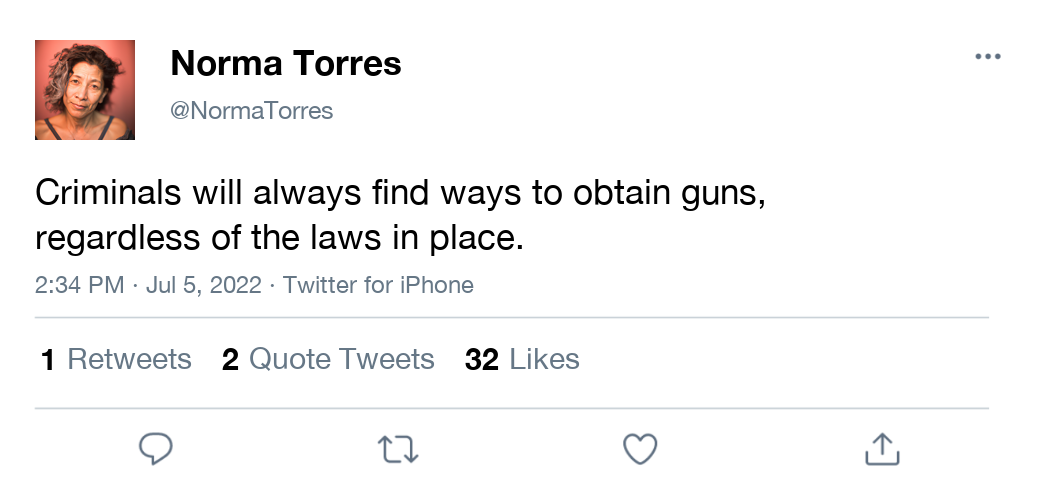 Norma Torres
@NormaTorres
Criminals will always find ways to obtain guns,
regardless of the laws in place.
2:34 PM · Jul 5, 2022 · Twitter for iPhone
1 Retweets 2 Quote Tweets 32 Likes